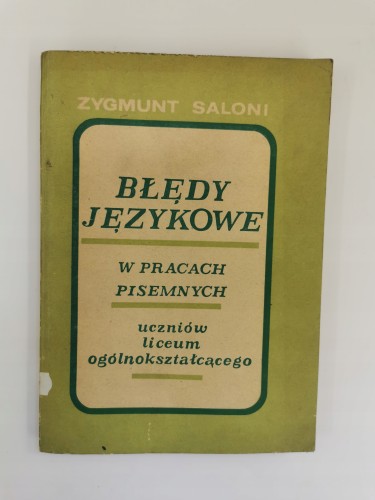 ZYGMUNT SALONI
BŁĘDY
JĘZYKOWE
W PRACACH
PISEMNYCH
uczniów
liceum
ogólnokształcącego